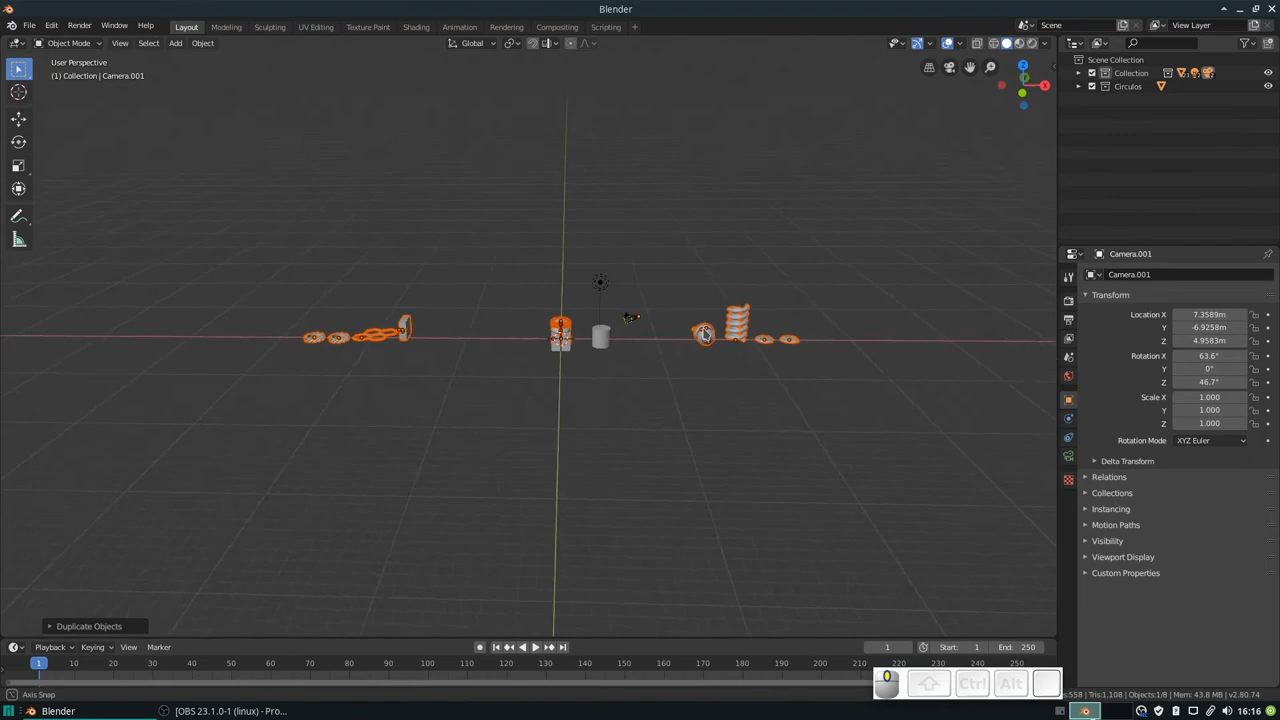 Blender
File Edit Render Window Help
Layout Modeling Sculpting UV Editing Texture Paint Shading Animation Rendering Compositing Scripting +
Scene
View Layer
Object Mode View Select Add Object
Global
User Perspective
(1) Collection | Camera.001
Z
X
Scene Collection
Collection
Circulos
Camera.001
Camera.001
Transform
Location X 7.3589m
Y -6.9258m
Z 4.9583m
Rotation X 63.6°
Y 0°
Z 46.7°
Scale X 1.000
Y 1.000
Z 1.000
Rotation Mode XYZ Euler
Delta Transform
Relations
Collections
Instancing
Motion Paths
Visibility
Viewport Display
Custom Properties
Duplicate Objects
Playback Keying View Marker
1 Start: 1 End: 250
1 10 20 30 40 50 60 70 80 90 100 110 120 130 140 150 160 170 180 190 200 210 220 230 240 250
Ctrl Alt
Axis Snap
558 | Tris:1,108 | Objects:1/8 | Mem: 43.8 MB | v2.80.74
Blender [OBS 23.1.0-1 (linux) - Pro... 16:16